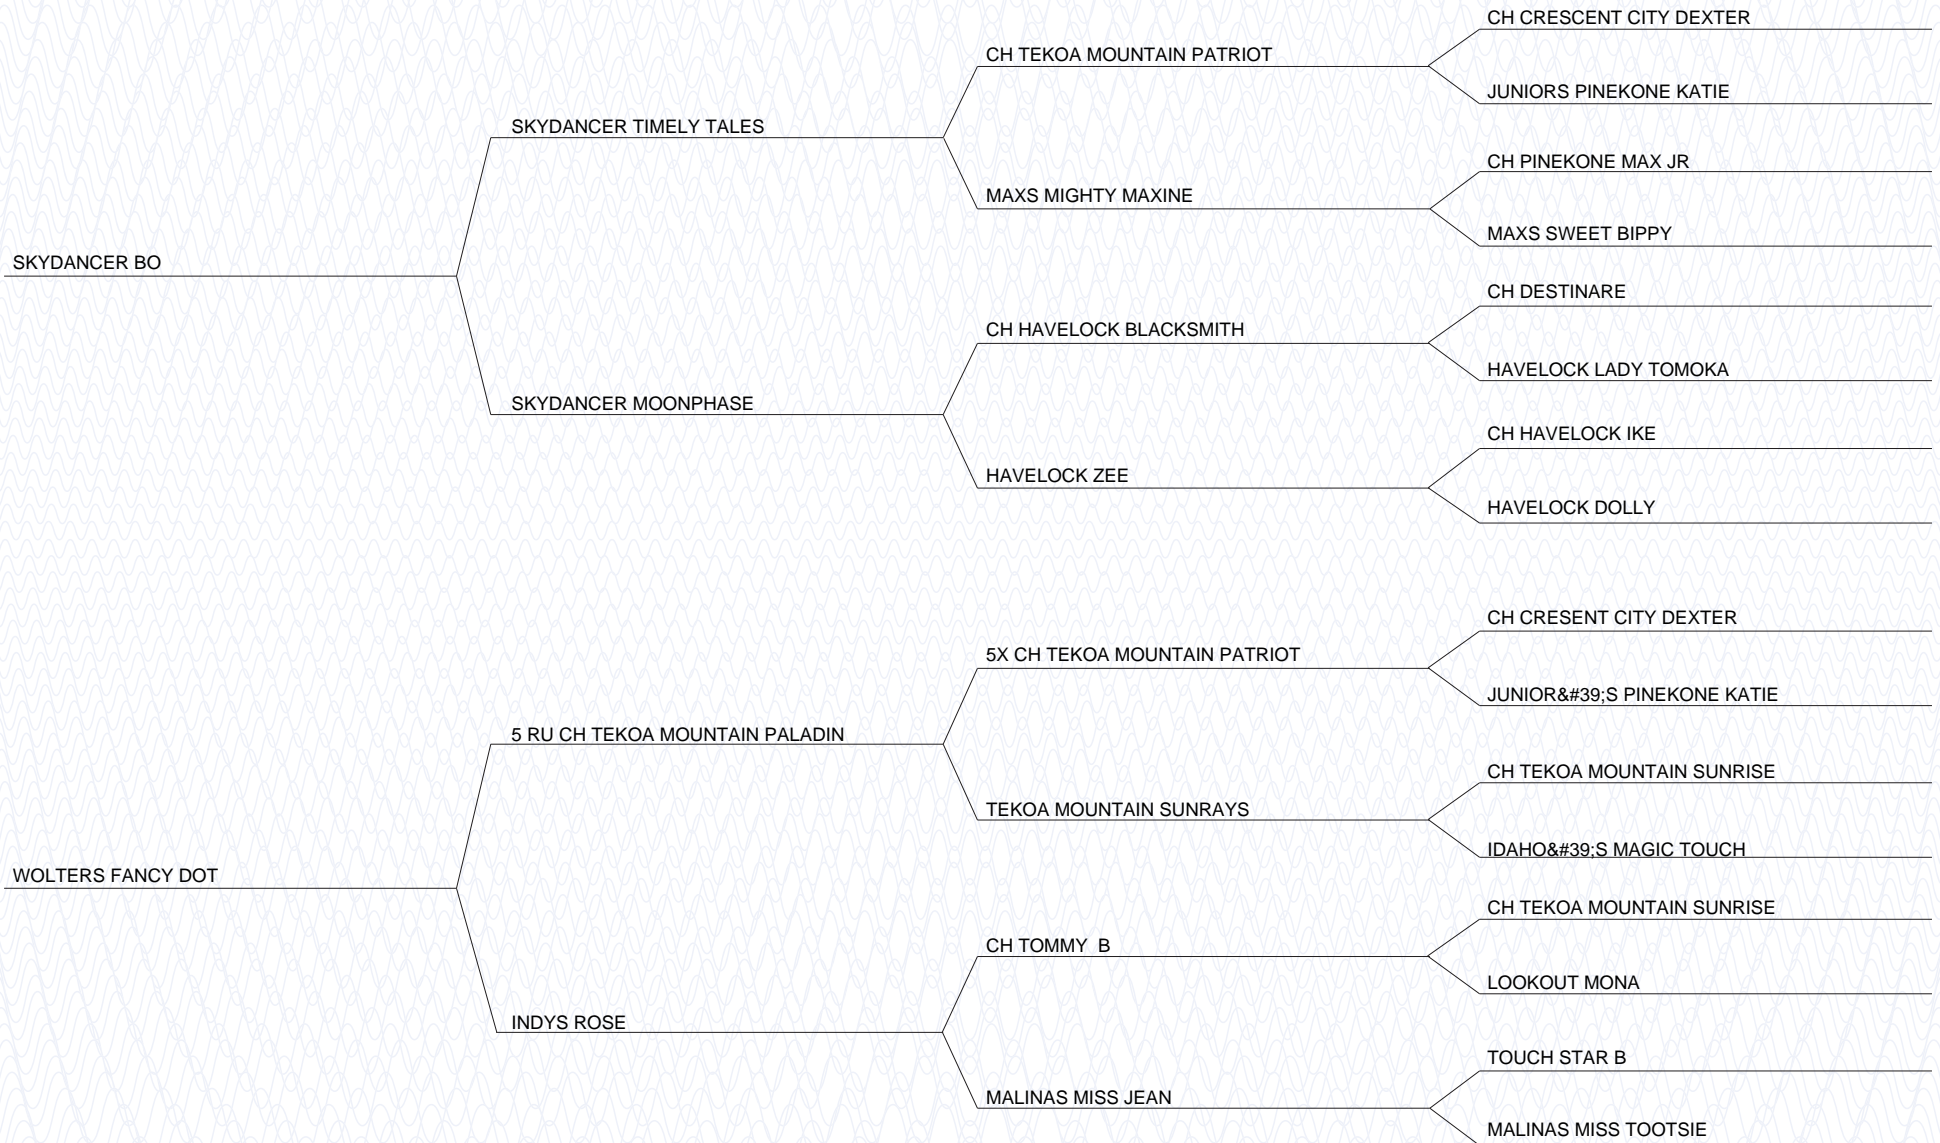 CH CRESCENT CITY DEXTER
CH TEKOA MOUNTAIN PATRIOT
JUNIORS PINEKONE KATIE
SKYDANCER TIMELY TALES
CH PINEKONE MAX JR
MAXS MIGHTY MAXINE
MAXS SWEET BIPPY
SKYDANCER BO
CH DESTINARE
CH HAVELOCK BLACKSMITH
HAVELOCK LADY TOMOKA
SKYDANCER MOONPHASE
CH HAVELOCK IKE
HAVELOCK ZEE
HAVELOCK DOLLY
CH CRESENT CITY DEXTER
5X CH TEKOA MOUNTAIN PATRIOT
JUNIOR&#39;S PINEKONE KATIE
5 RU CH TEKOA MOUNTAIN PALADIN
CH TEKOA MOUNTAIN SUNRISE
TEKOA MOUNTAIN SUNRAYS
IDAHO&#39;S MAGIC TOUCH
WOLTERS FANCY DOT
CH TEKOA MOUNTAIN SUNRISE
CH TOMMY  B
LOOKOUT MONA
INDYS ROSE
TOUCH STAR B
MALINAS MISS JEAN
MALINAS MISS TOOTSIE